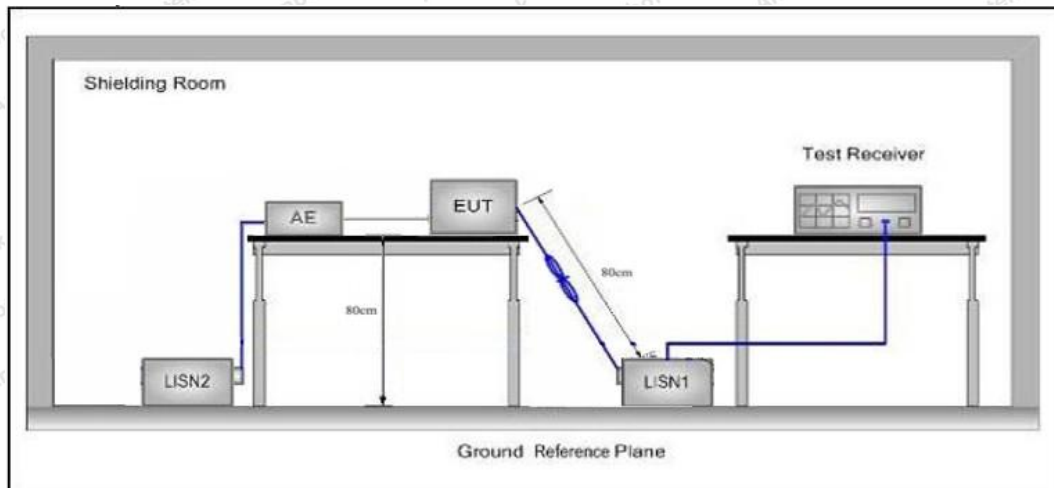 Shielding Room
Test Receiver
AE
EUT
80cm
80cm
LISN2
LISN1
Ground Reference Plane